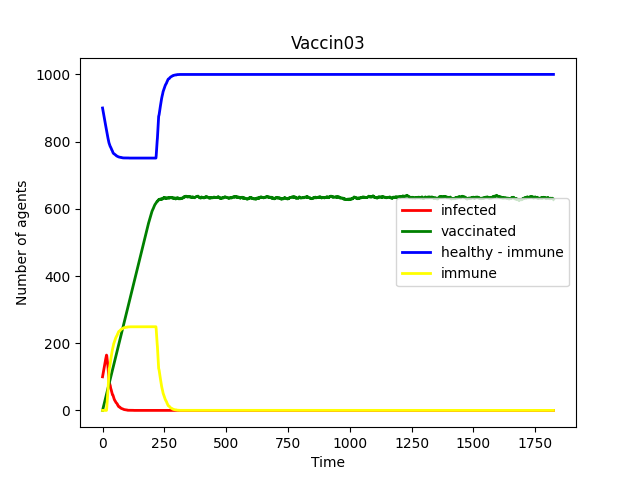 Vaccin03
Number of agents
1000
800
600
400
200
0
infected
vaccinated
healthy - immune
immune
0 250 500 750 1000 1250 1500 1750
Time